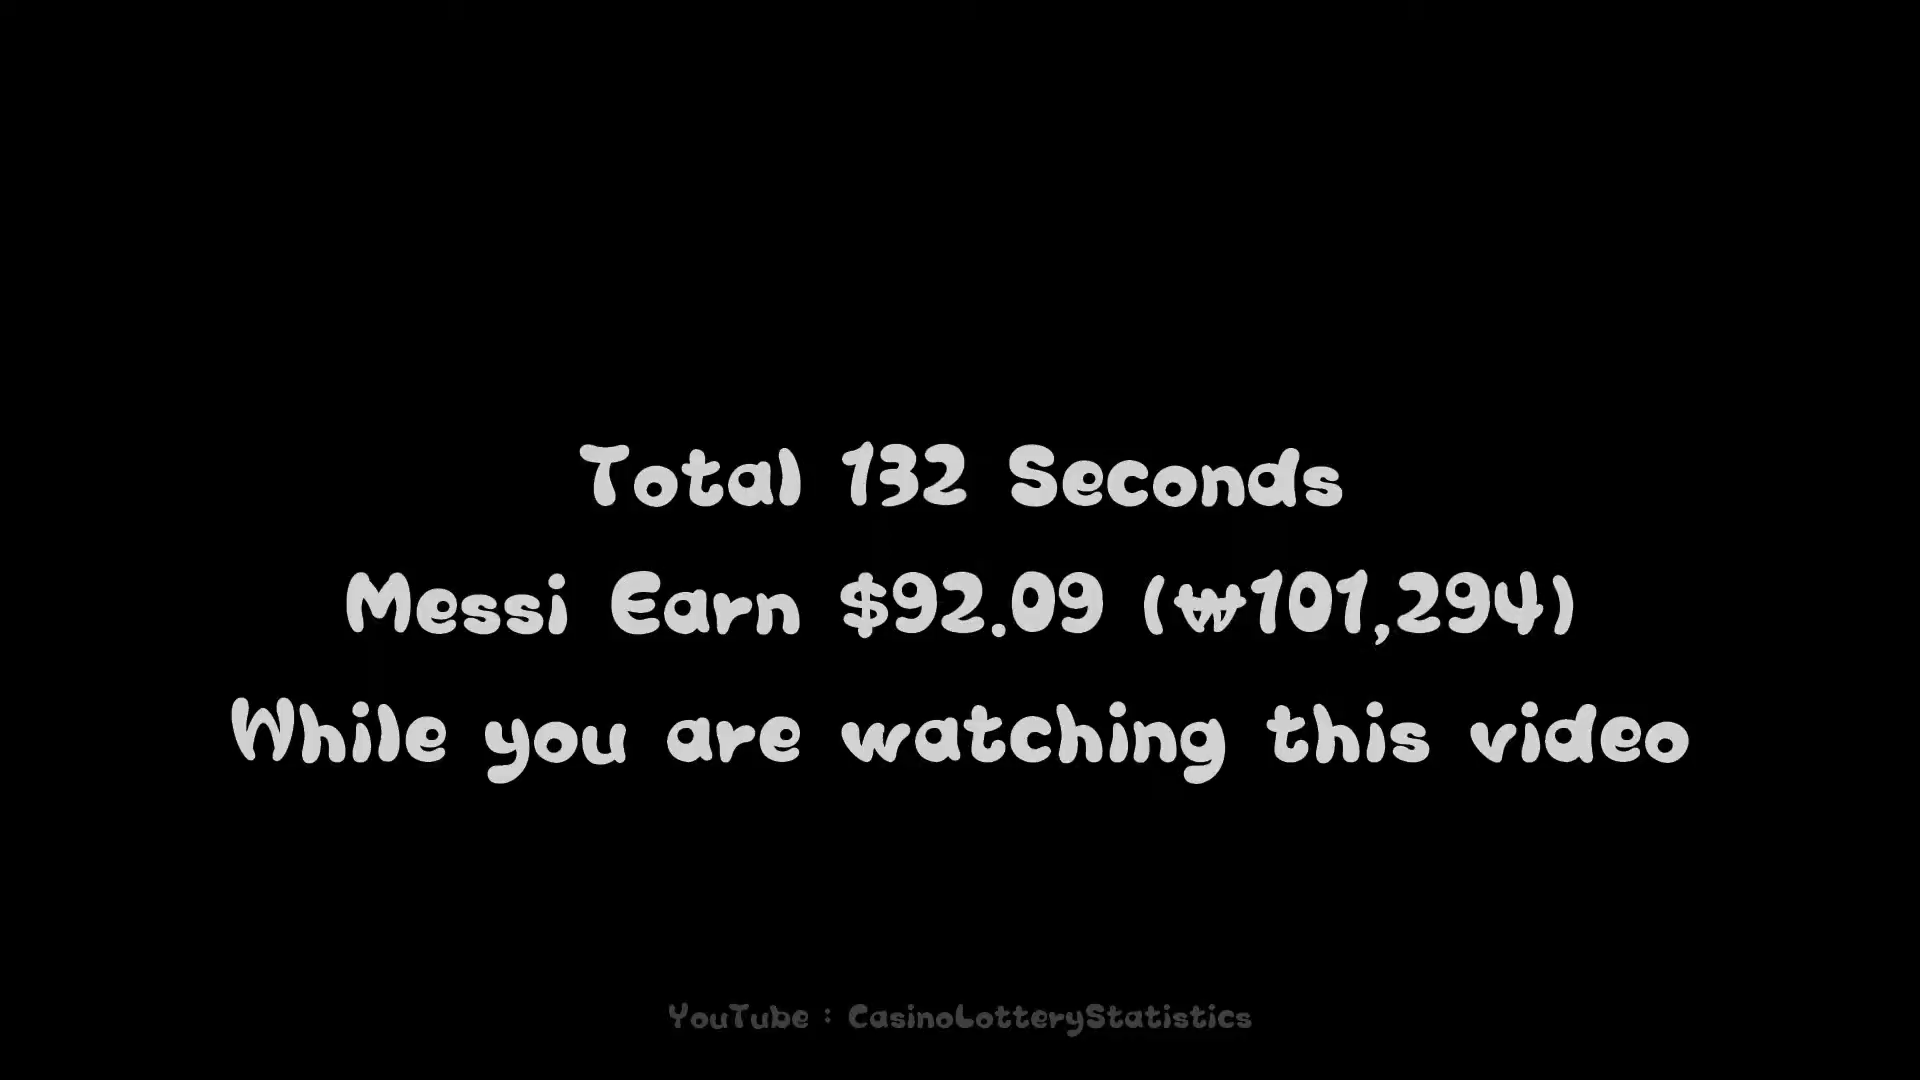 Total 132 Seconds
Messi Earn $92.09 (₩101,294)
While you are watching this video
YouTube : CasinoLotteryStatistics